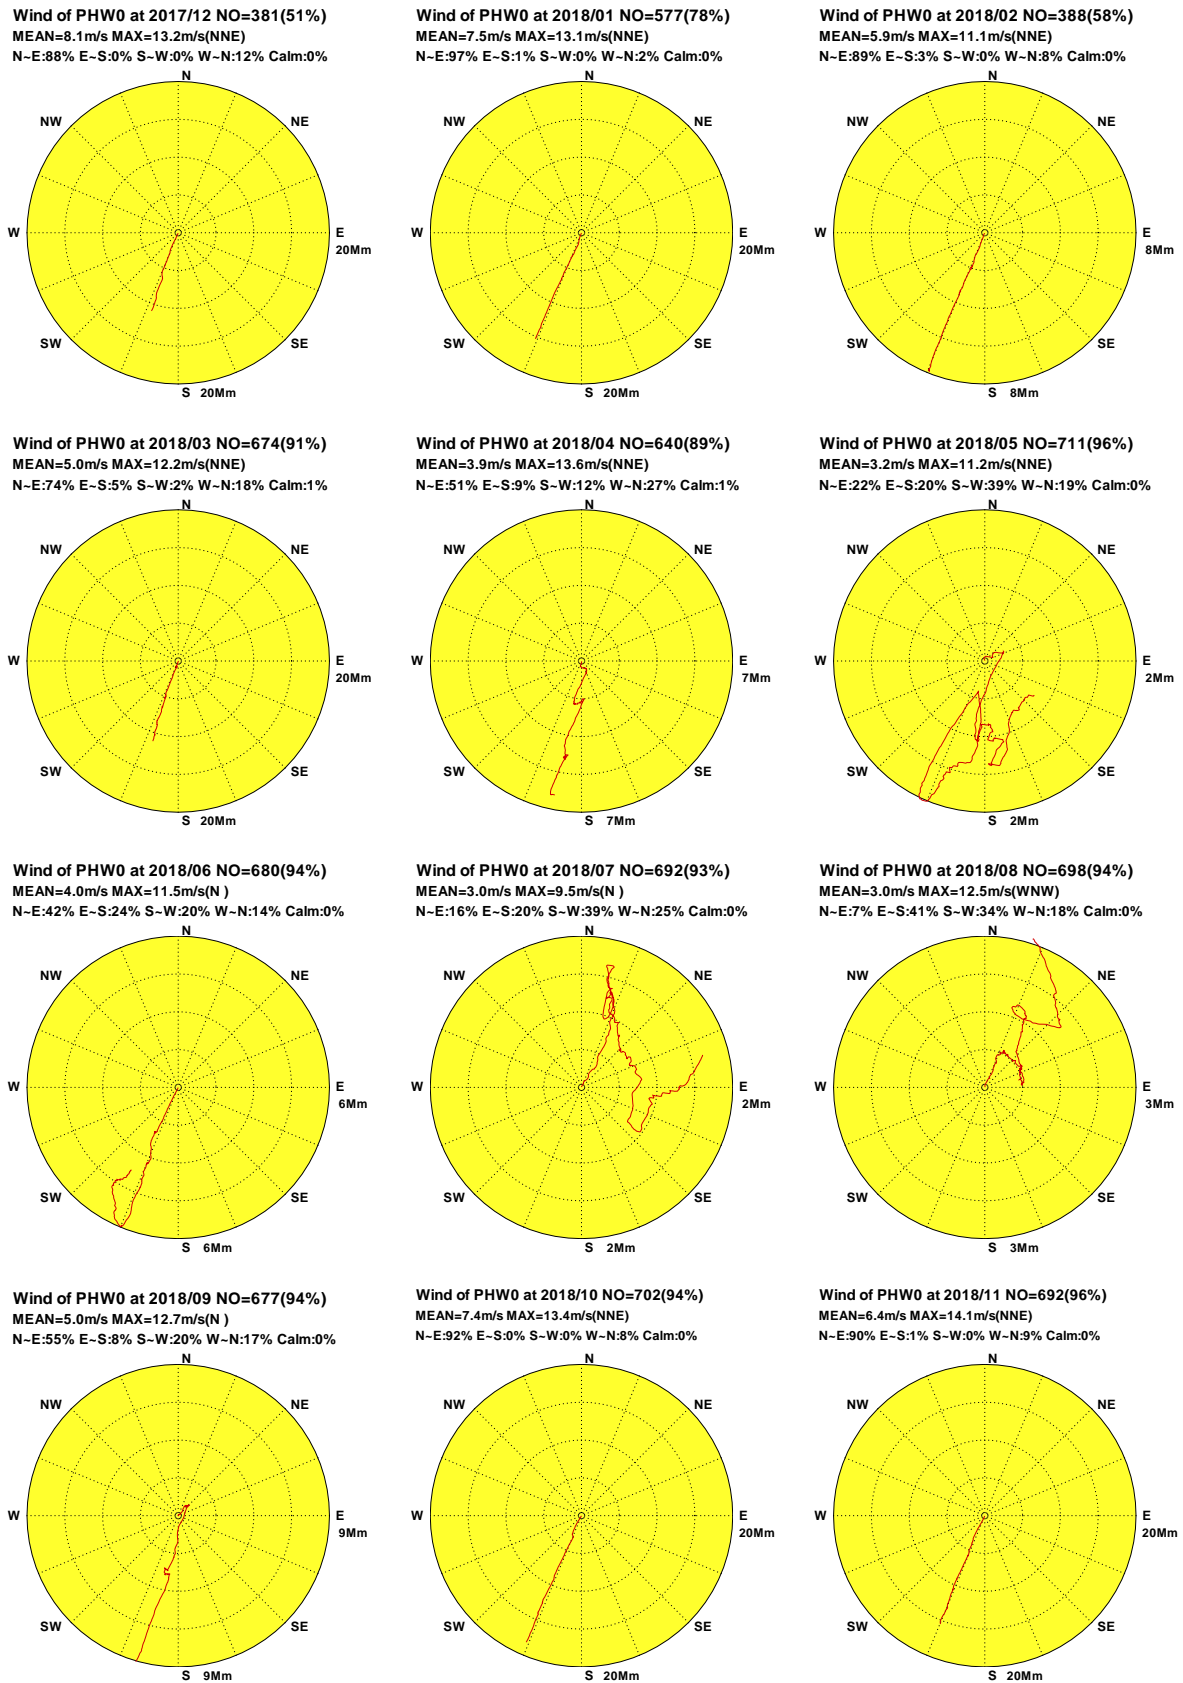 Wind of PHW0 at 2017/12 NO=381(51%)
MEAN=8.1m/s MAX=13.2m/s(NNE)
N~E:88% E~S:0% S~W:0% W~N:12% Calm:0%
N
NW
NE
W
E
20Mm
SW
SE
S 20Mm
Wind of PHW0 at 2018/01 NO=577(78%)
MEAN=7.5m/s MAX=13.1m/s(NNE)
N~E:97% E~S:1% S~W:0% W~N:2% Calm:0%
N
NW
NE
W
E
20Mm
SW
SE
S 20Mm
Wind of PHW0 at 2018/02 NO=388(58%)
MEAN=5.9m/s MAX=11.1m/s(NNE)
N~E:89% E~S:3% S~W:0% W~N:8% Calm:0%
N
NW
NE
W
E
8Mm
SW
SE
S 8Mm
Wind of PHW0 at 2018/03 NO=674(91%)
MEAN=5.0m/s MAX=12.2m/s(NNE)
N~E:74% E~S:5% S~W:2% W~N:18% Calm:1%
N
NW
NE
W
E
20Mm
SW
SE
S 20Mm
Wind of PHW0 at 2018/04 NO=640(89%)
MEAN=3.9m/s MAX=13.6m/s(NNE)
N~E:51% E~S:9% S~W:12% W~N:27% Calm:1%
N
NW
NE
W
E
7Mm
SW
SE
S 7Mm
Wind of PHW0 at 2018/05 NO=711(96%)
MEAN=3.2m/s MAX=11.2m/s(NNE)
N~E:22% E~S:20% S~W:39% W~N:19% Calm:0%
N
NW
NE
W
E
2Mm
SW
SE
S 2Mm
Wind of PHW0 at 2018/06 NO=680(94%)
MEAN=4.0m/s MAX=11.5m/s(N )
N~E:42% E~S:24% S~W:20% W~N:14% Calm:0%
N
NW
NE
W
E
6Mm
SW
SE
S 6Mm
Wind of PHW0 at 2018/07 NO=692(93%)
MEAN=3.0m/s MAX=9.5m/s(N )
N~E:16% E~S:20% S~W:39% W~N:25% Calm:0%
N
NW
NE
W
E
2Mm
SW
SE
S 2Mm
Wind of PHW0 at 2018/08 NO=698(94%)
MEAN=3.0m/s MAX=12.5m/s(WNW)
N~E:7% E~S:41% S~W:34% W~N:18% Calm:0%
N
NW
NE
W
E
3Mm
SW
SE
S 3Mm
Wind of PHW0 at 2018/09 NO=677(94%)
MEAN=5.0m/s MAX=12.7m/s(N )
N~E:55% E~S:8% S~W:20% W~N:17% Calm:0%
N
NW
NE
W
E
9Mm
SW
SE
S 9Mm
Wind of PHW0 at 2018/10 NO=702(94%)
MEAN=7.4m/s MAX=13.4m/s(NNE)
N~E:92% E~S:0% S~W:0% W~N:8% Calm:0%
N
NW
NE
W
E
20Mm
SW
SE
S 20Mm
Wind of PHW0 at 2018/11 NO=692(96%)
MEAN=6.4m/s MAX=14.1m/s(NNE)
N~E:90% E~S:1% S~W:0% W~N:9% Calm:0%
N
NW
NE
W
E
20Mm
SW
SE
S 20Mm